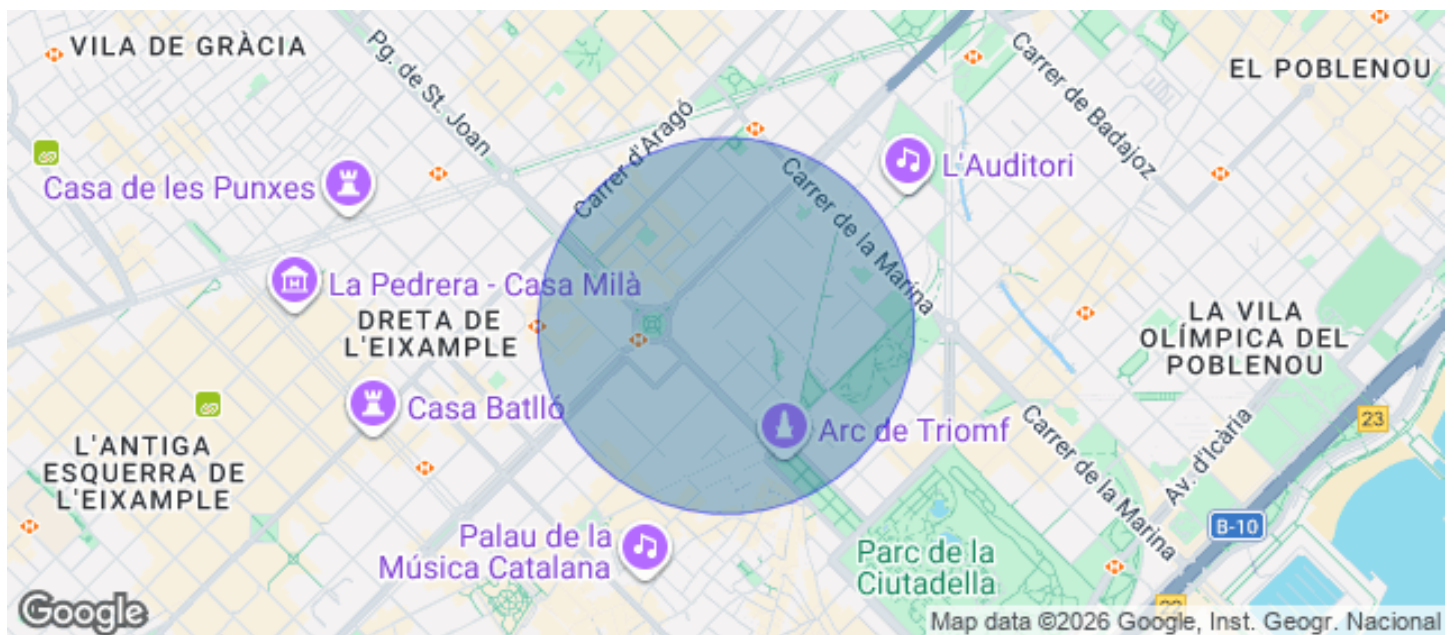 VILA DE GRÀCIA
Pg. de St. Joan
Carrer d'Aragó
Carrer de Badajoz
EL POBLENOU
Casa de les Punxes
Carrer de la Marina
L'Auditori
La Pedrera - Casa Milà
DRETA DE
L'EIXAMPLE
LA VILA
OLÍMPICA DEL
POBLENOU
Casa Batlló
Arc de Triomf
Carrer de la Marina
Av. d'Icària
23
L'ANTIGA
ESQUERRA DE
L'EIXAMPLE
B-10
Palau de la
Música Catalana
Parc de la
Ciutadella
22
Google
Map data ©2026 Google, Inst. Geogr. Nacional